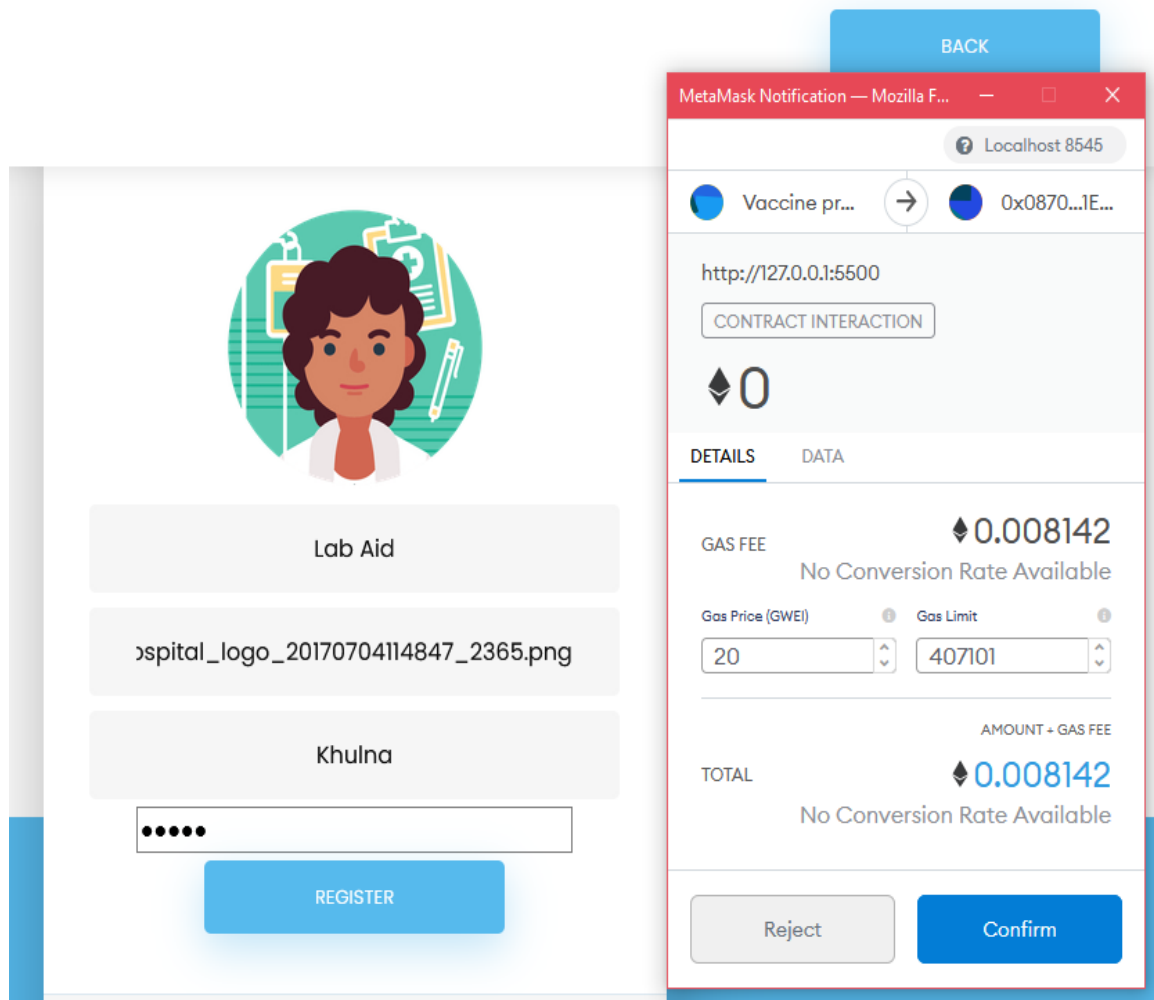 BACK
MetaMask Notification — Mozilla F...
Localhost 8545
Vaccine pr...
0x0870...1E...
http://127.0.0.1:5500
CONTRACT INTERACTION
0
DETAILS DATA
GAS FEE 0.008142
No Conversion Rate Available
Gas Price (GWEI) Gas Limit
20 407101
AMOUNT + GAS FEE
TOTAL 0.008142
No Conversion Rate Available
Reject Confirm
Lab Aid
ospital_logo_20170704114847_2365.png
Khulna
•••••
REGISTER